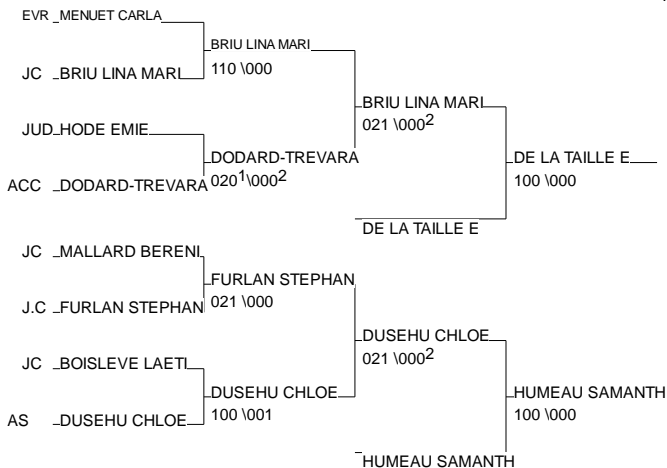 EVR MENUET CARLA
BRIU LINA MARI
110 \000
JC BRIU LINA MARI
BRIU LINA MARI
021 \000²
JUD HODE EMIE
DODARD-TREVARA
020¹\000²
ACC DODARD-TREVARA
DE LA TAILLE E
100 \000
DE LA TAILLE E
JC MALLARD BERENI
FURLAN STEPHAN
021 \000
J.C FURLAN STEPHAN
DUSEHU CHLOE
021 \000²
JC BOISLEVE LAETI
DUSEHU CHLOE
100 \001
AS DUSEHU CHLOE
HUMEAU SAMANTH
100 \000
HUMEAU SAMANTH